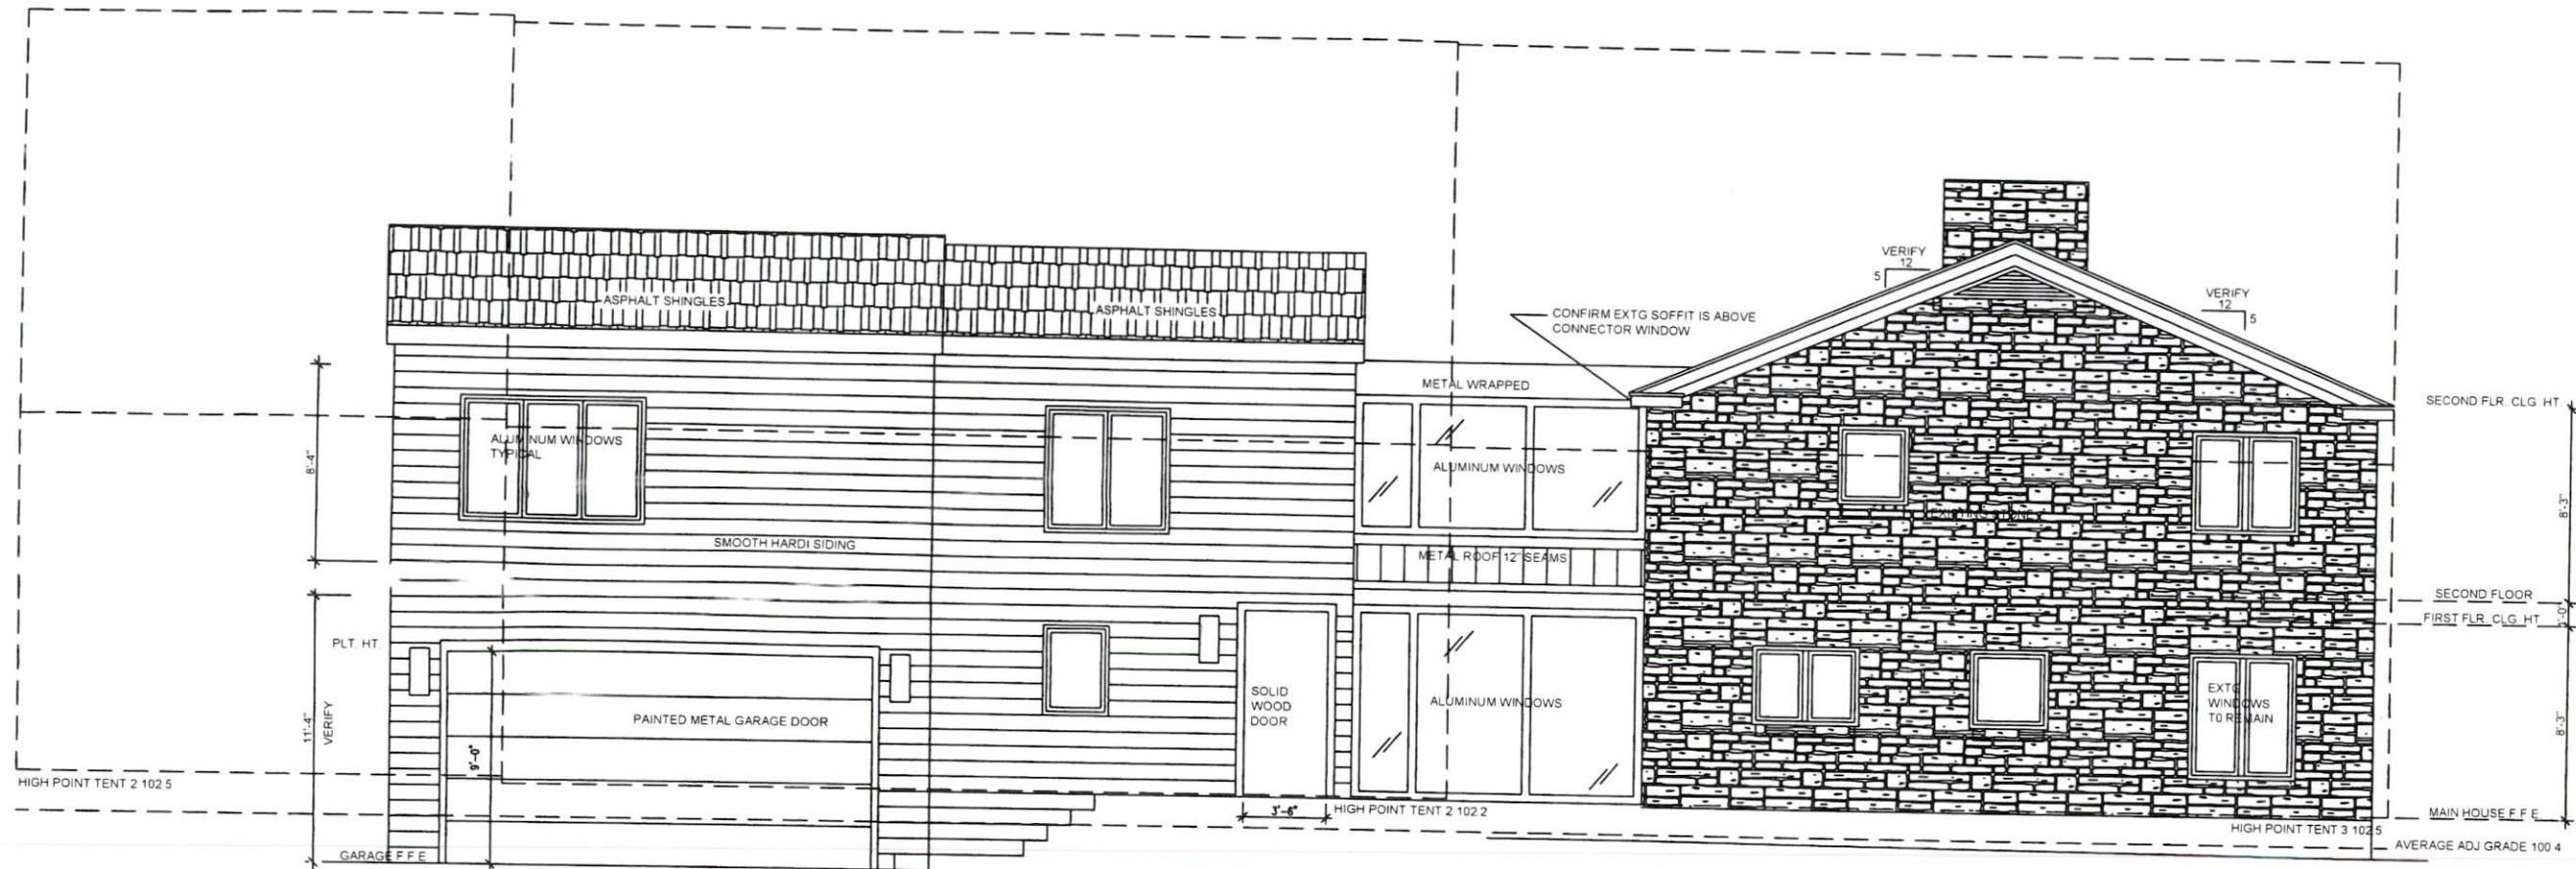 VERIFY
12
5
VERIFY
12
5
ASPHALT SHINGLES
ASPHALT SHINGLES
CONFIRM EXTG SOFFIT IS ABOVE
CONNECTOR WINDOW
METAL WRAPPED
SECOND FLR. CLG. HT.
ALUMINUM WINDOWS
TYPICAL
8'-4"
ALUMINUM WINDOWS
8'-3"
EXISTING STONE
SMOOTH HARDI SIDING
METAL ROOF 12" SEAMS
SECOND FLOOR
1'-0"
FIRST FLR. CLG. HT.
PLT. HT.
11'-4"
VERIFY
9'-0"
PAINTED METAL GARAGE DOOR
SOLID
WOOD
DOOR
ALUMINUM WINDOWS
EXTG
WINDOWS
TO REMAIN
8'-3"
HIGH POINT TENT 2 102.5
3'-6"
HIGH POINT TENT 2 102.2
MAIN HOUSE F.F.E
HIGH POINT TENT 3 102.5
AVERAGE ADJ GRADE 100.4
GARAGE F.F.E